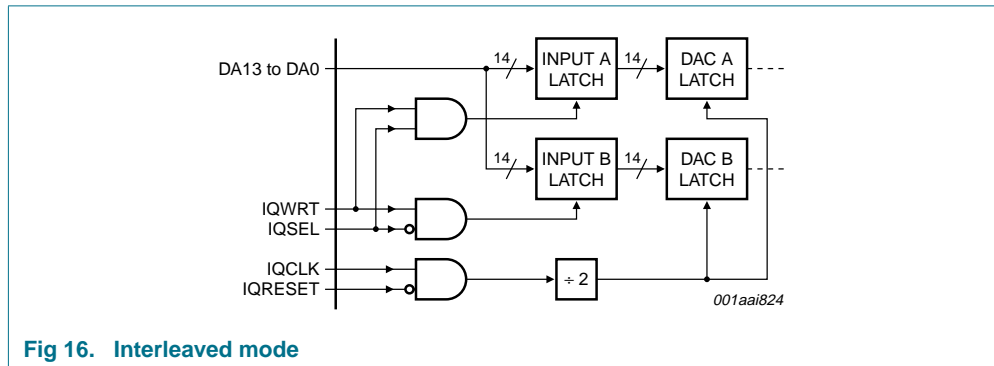 DA13 to DA0
14
INPUT A
LATCH
14
DAC A
LATCH
14
INPUT B
LATCH
14
DAC B
LATCH
IQWRT
IQSEL
IQCLK
IQRESET
÷ 2
001aai824
Fig 16. Interleaved mode